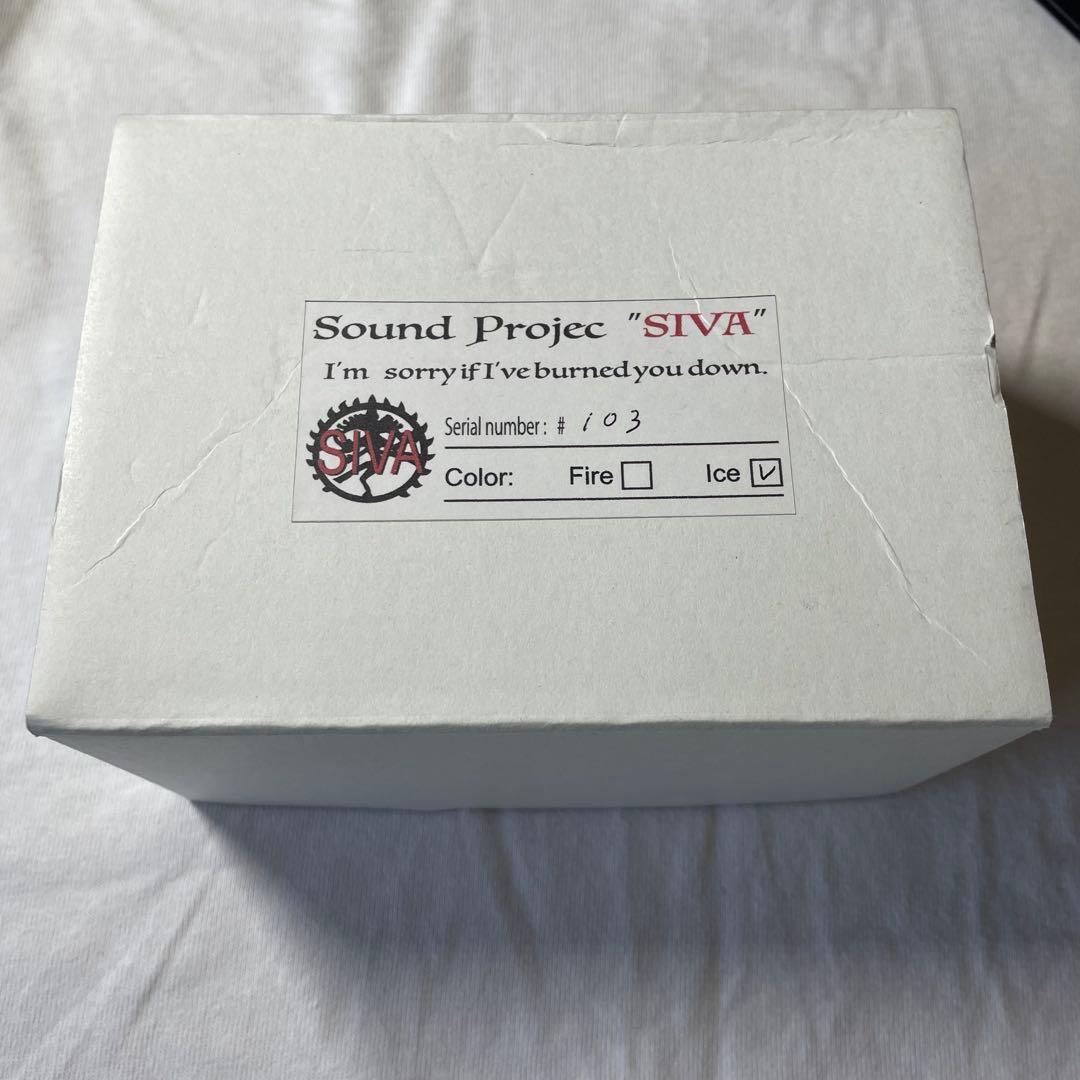 Sound Projec "SIVA"
I'm sorry if I've burned you down.
SIVA
Serial number: # 103
Color: Fire Ice